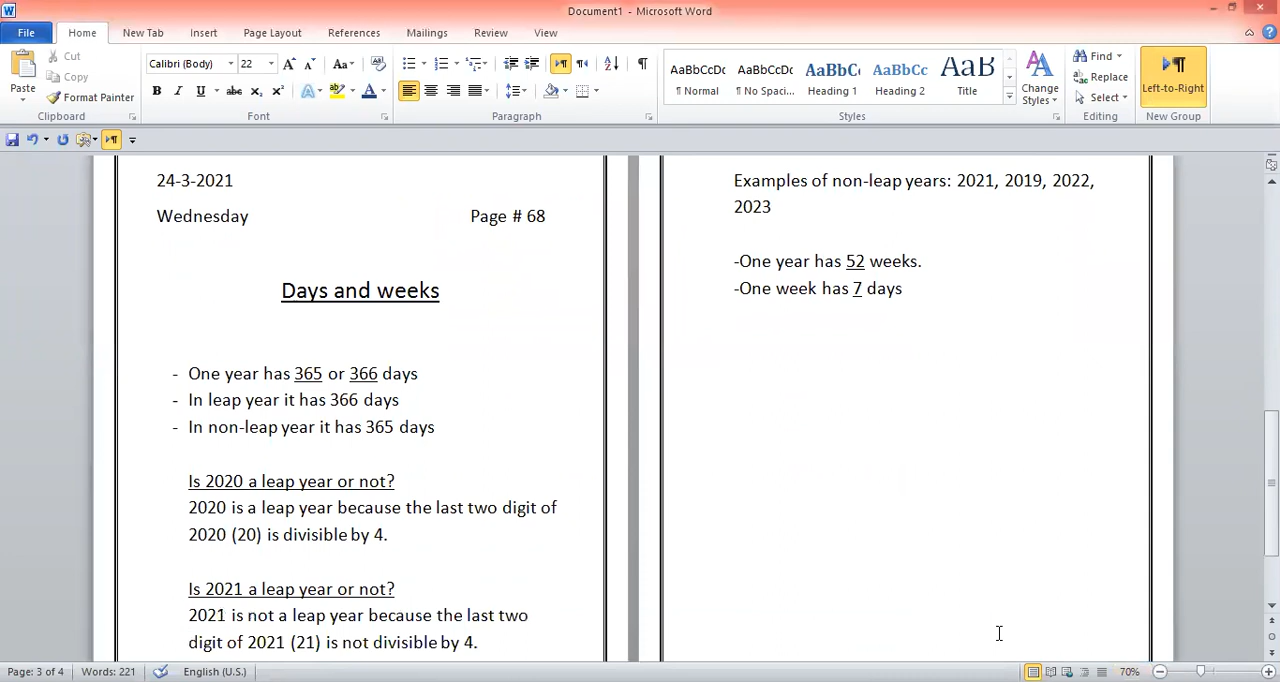 Document1 - Microsoft Word
File Home New Tab Insert Page Layout References Mailings Review View
Paste
Cut
Copy
Format Painter
Clipboard
Calibri (Body) 22
Font
Paragraph
AaBbCcDc AaBbCcDc AaBbC AaBbCc AaB
¶ Normal ¶ No Spaci... Heading 1 Heading 2 Title
Change
Styles
Styles
Find
Replace
Select
Editing
Left-to-Right
New Group
24-3-2021
Wednesday Page # 68
Days and weeks
- One year has 365 or 366 days
- In leap year it has 366 days
- In non-leap year it has 365 days
Is 2020 a leap year or not?
2020 is a leap year because the last two digit of
2020 (20) is divisible by 4.
Is 2021 a leap year or not?
2021 is not a leap year because the last two
digit of 2021 (21) is not divisible by 4.
Examples of non-leap years: 2021, 2019, 2022,
2023
-One year has 52 weeks.
-One week has 7 days
Page: 3 of 4 Words: 221 English (U.S.) 70%